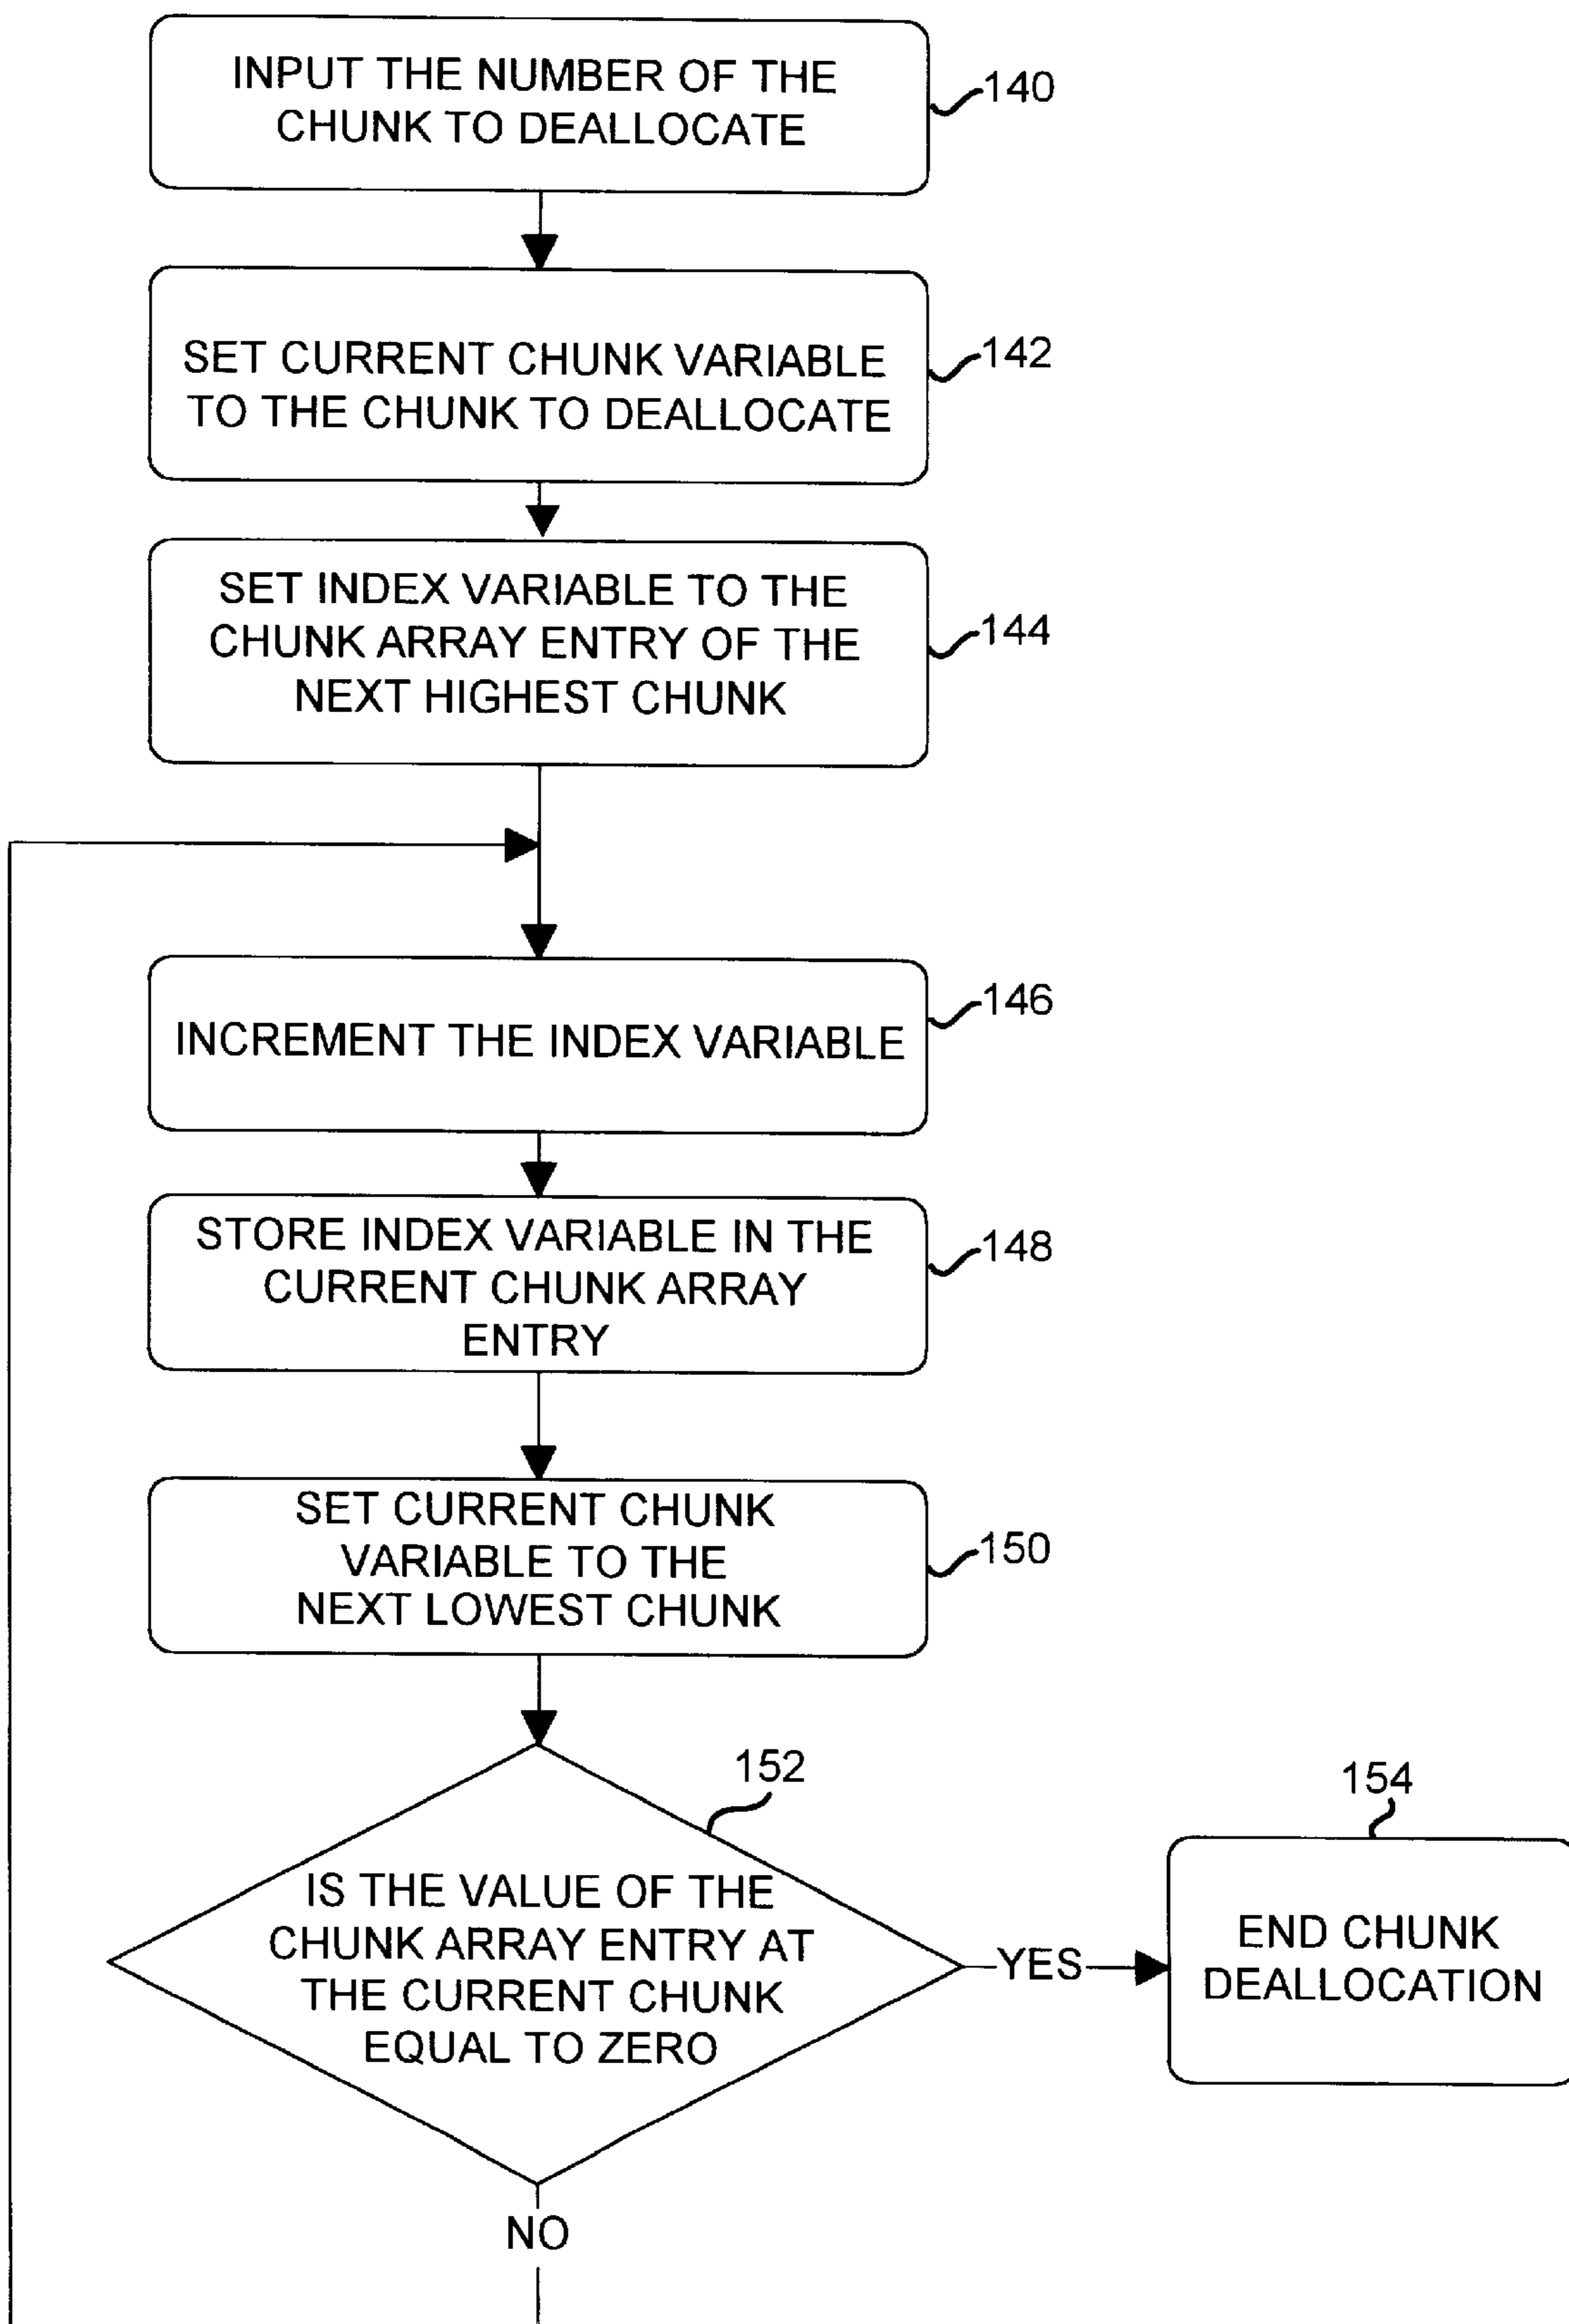 INPUT THE NUMBER OF THE
CHUNK TO DEALLOCATE
140
SET CURRENT CHUNK VARIABLE
TO THE CHUNK TO DEALLOCATE
142
SET INDEX VARIABLE TO THE
CHUNK ARRAY ENTRY OF THE
NEXT HIGHEST CHUNK
144
INCREMENT THE INDEX VARIABLE
146
STORE INDEX VARIABLE IN THE
CURRENT CHUNK ARRAY
ENTRY
148
SET CURRENT CHUNK
VARIABLE TO THE
NEXT LOWEST CHUNK
150
152
IS THE VALUE OF THE
CHUNK ARRAY ENTRY AT
THE CURRENT CHUNK
EQUAL TO ZERO
YES
154
END CHUNK
DEALLOCATION
NO